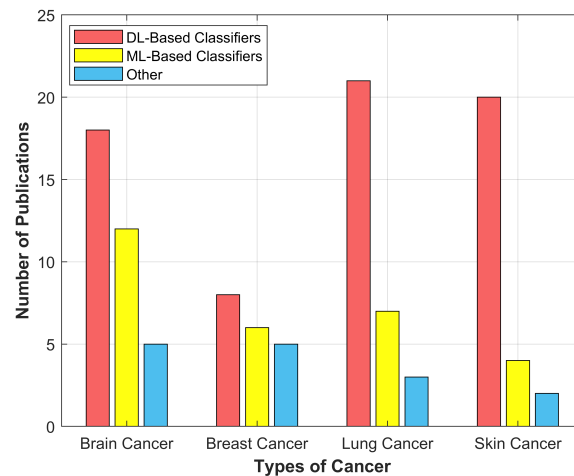 25
20
15
10
5
0
Number of Publications
DL-Based Classifiers
ML-Based Classifiers
Other
Brain Cancer Breast Cancer Lung Cancer Skin Cancer
Types of Cancer